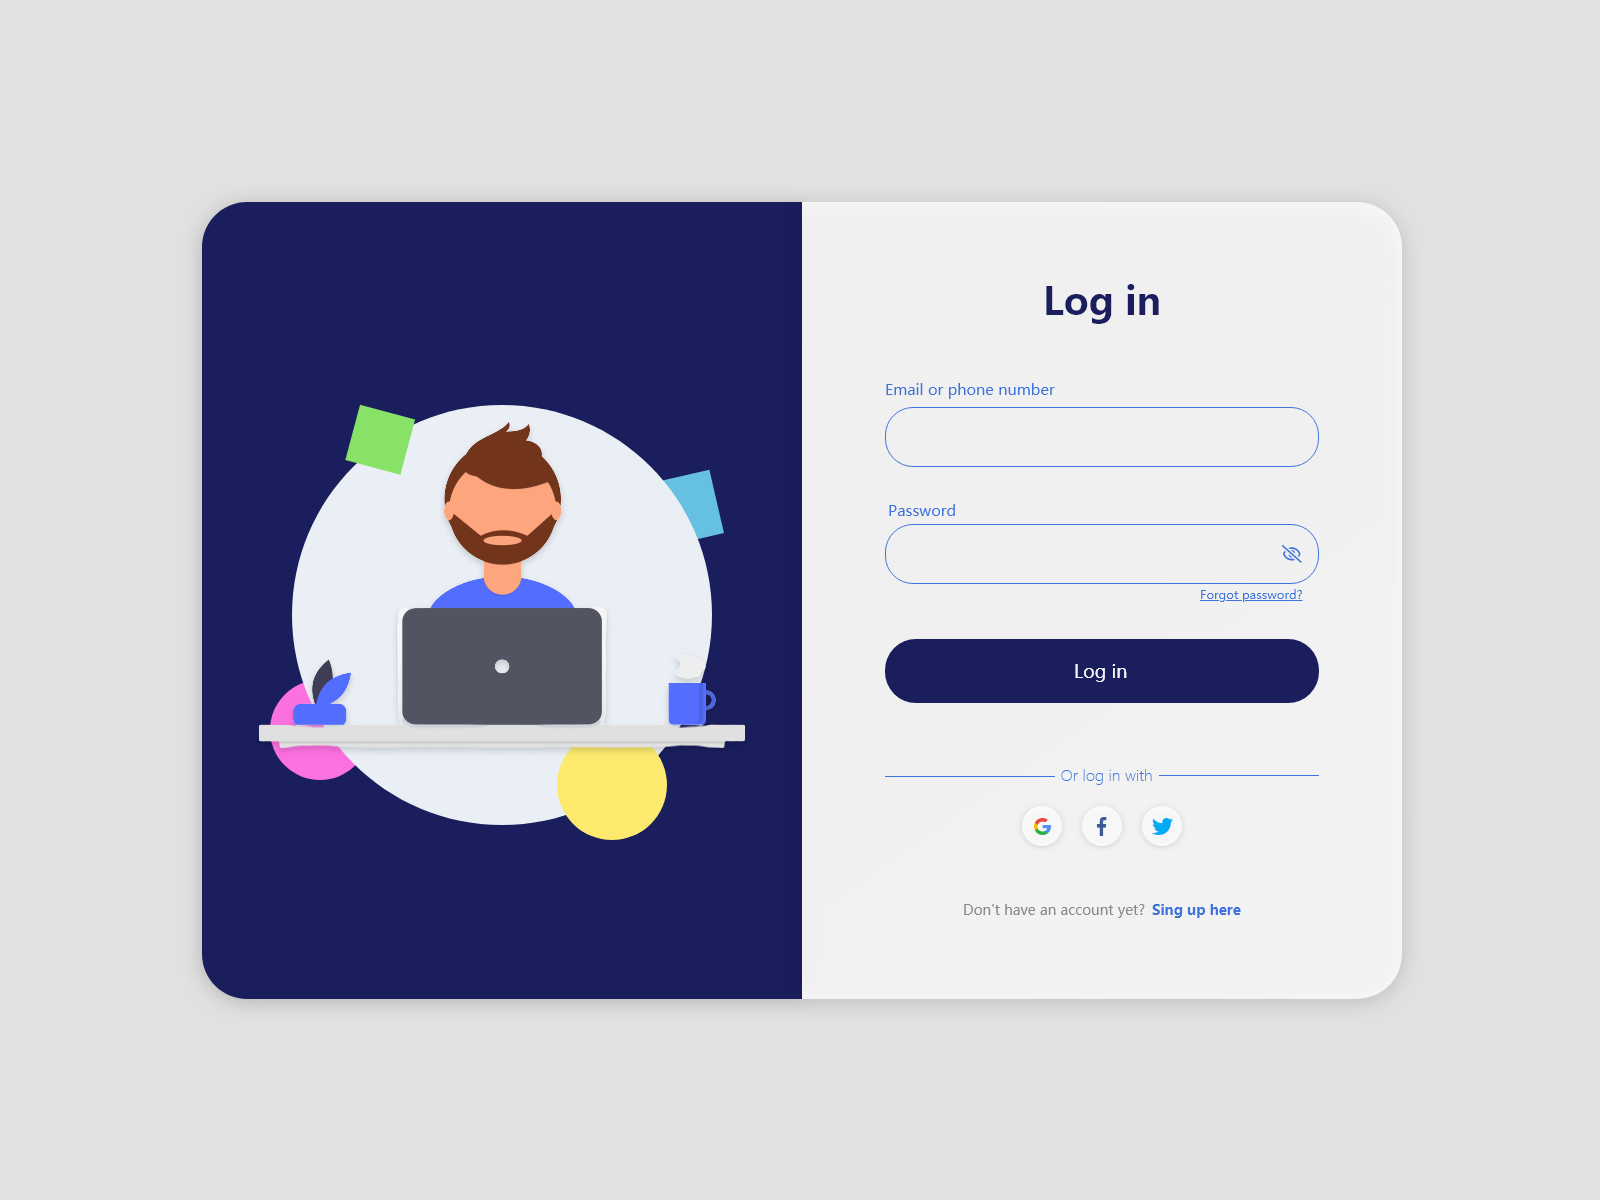 Log in
Email or phone number
Password
Forgot password?
Log in
Or log in with
Don't have an account yet? Sing up here